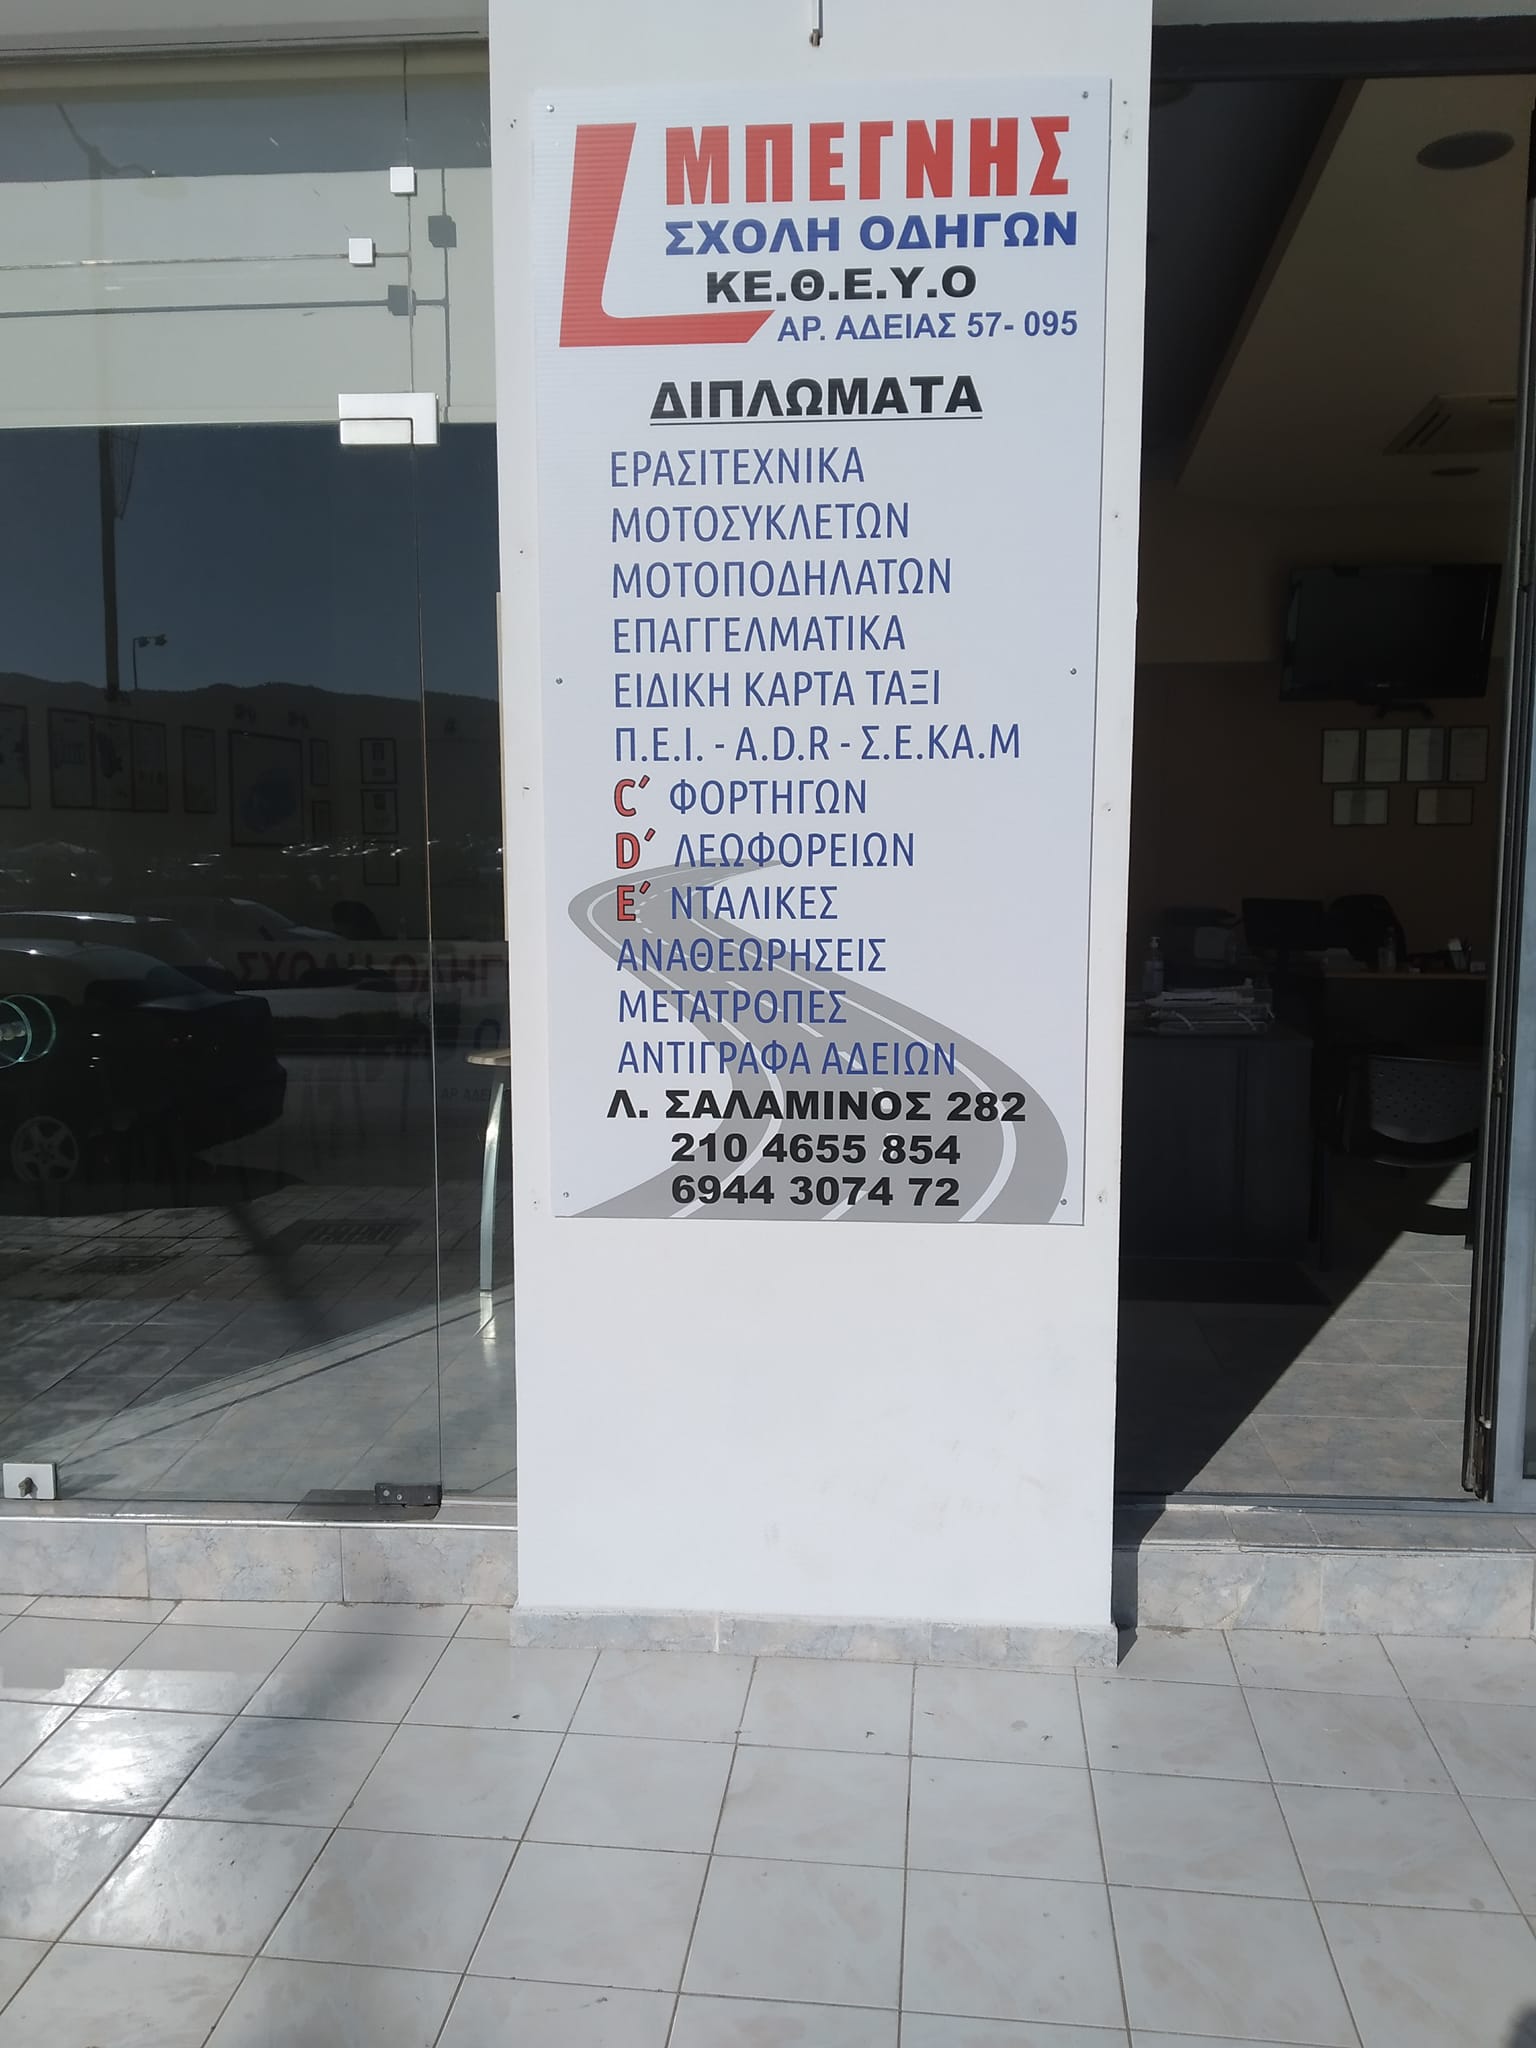 ΜΠΕΓΝΗΣ
ΣΧΟΛΗ ΟΔΗΓΩΝ
ΚΕ.Θ.Ε.Υ.Ο
ΑΡ. ΑΔΕΙΑΣ 57- 095
ΔΙΠΛΩΜΑΤΑ
ΕΡΑΣΙΤΕΧΝΙΚΑ
ΜΟΤΟΣΥΚΛΕΤΩΝ
ΜΟΤΟΠΟΔΗΛΑΤΩΝ
ΕΠΑΓΓΕΛΜΑΤΙΚΑ
ΕΙΔΙΚΗ ΚΑΡΤΑ ΤΑΞΙ
Π.Ε.Ι. - A.D.R - Σ.Ε.ΚΑ.Μ
C΄ ΦΟΡΤΗΓΩΝ
D΄ ΛΕΩΦΟΡΕΙΩΝ
E΄ ΝΤΑΛΙΚΕΣ
ΑΝΑΘΕΩΡΗΣΕΙΣ
ΜΕΤΑΤΡΟΠΕΣ
ΑΝΤΙΓΡΑΦΑ ΑΔΕΙΩΝ
Λ. ΣΑΛΑΜΙΝΟΣ 282
210 4655 854
6944 3074 72